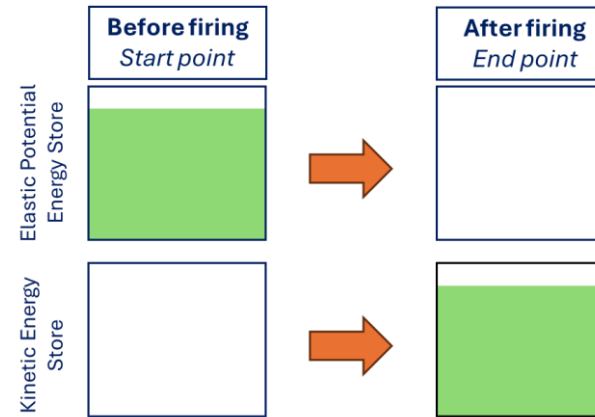 Before firing
Start point
After firing
End point
Elastic Potential
Energy Store
Kinetic Energy
Store